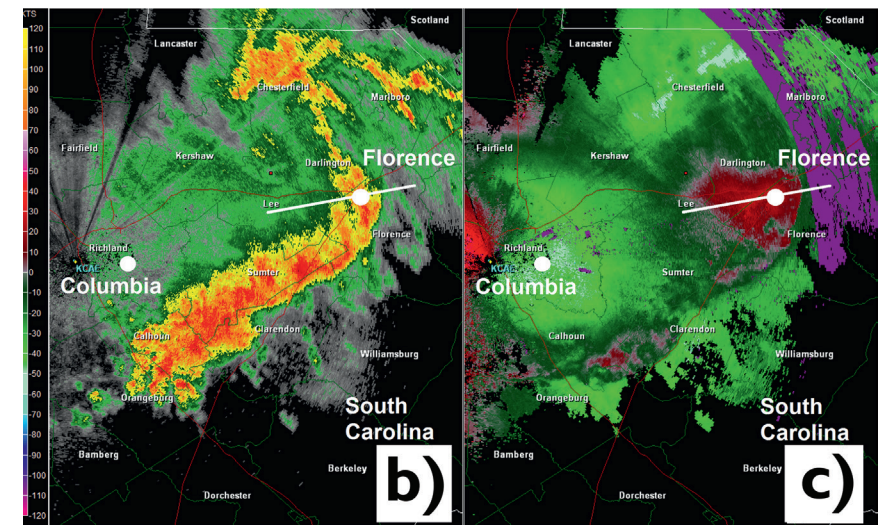 KTS
120
110
100
90
80
70
60
50
40
30
20
10
0
-10
-20
-30
-40
-50
-60
-70
-80
-90
-100
-110
-120
Scotland
Lancaster
Chesterfield
Marlboro
Fairfield
Kershaw
Darlington
Florence
Lee
Florence
Richland
KCAE
Columbia
Sumter
Calhoun
Clarendon
Williamsburg
Orangeburg
South
Carolina
Bamberg
Berkeley
Dorchester
b)
Scotland
Lancaster
Chesterfield
Marlboro
Fairfield
Kershaw
Darlington
Florence
Lee
Florence
Richland
KCAE
Columbia
Sumter
Calhoun
Clarendon
Williamsburg
Orangeburg
South
Carolina
Bamberg
Berkeley
Dorchester
c)